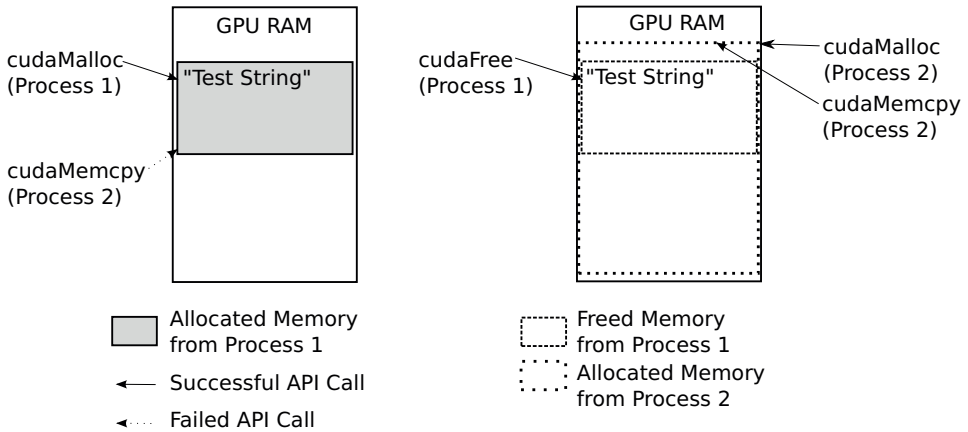 GPU RAM
cudaMalloc
(Process 1)
"Test String"
cudaMemcpy
(Process 2)
GPU RAM
cudaFree
(Process 1)
"Test String"
cudaMalloc
(Process 2)
cudaMemcpy
(Process 2)
Allocated Memory
from Process 1
Successful API Call
Failed API Call
Freed Memory
from Process 1
Allocated Memory
from Process 2